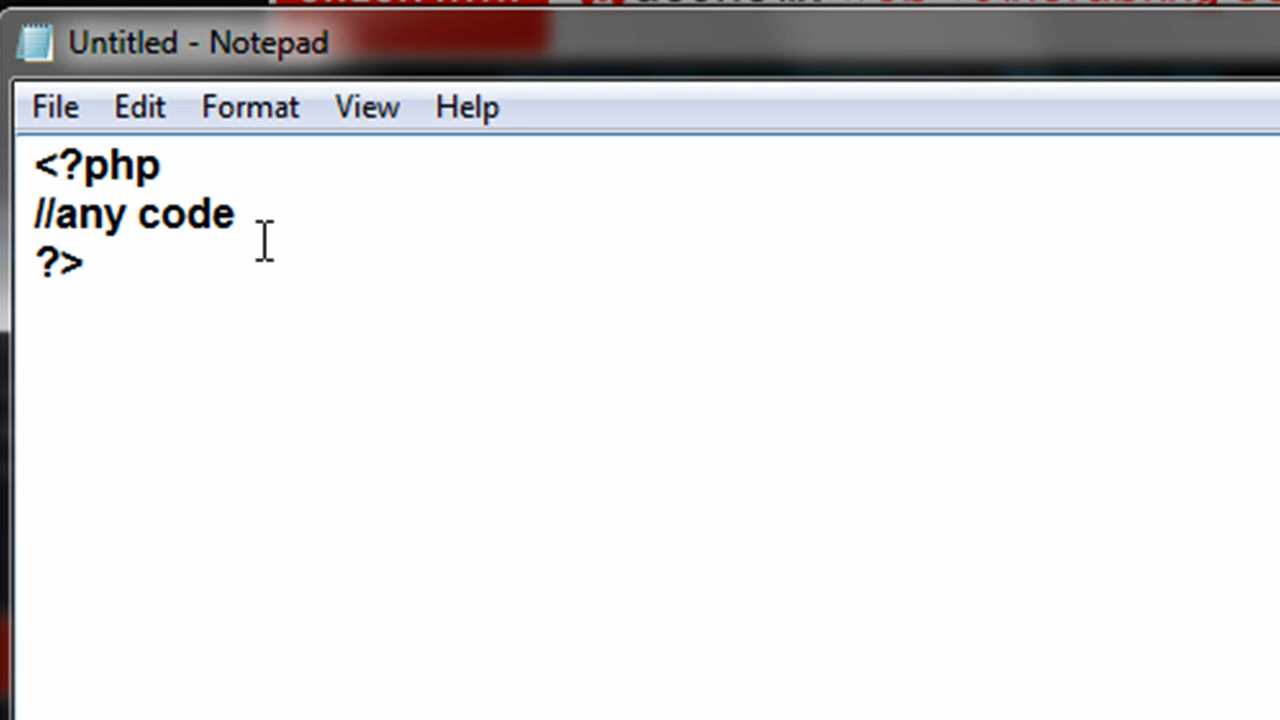 Untitled - Notepad
File Edit Format View Help
<?php
//any code
?>